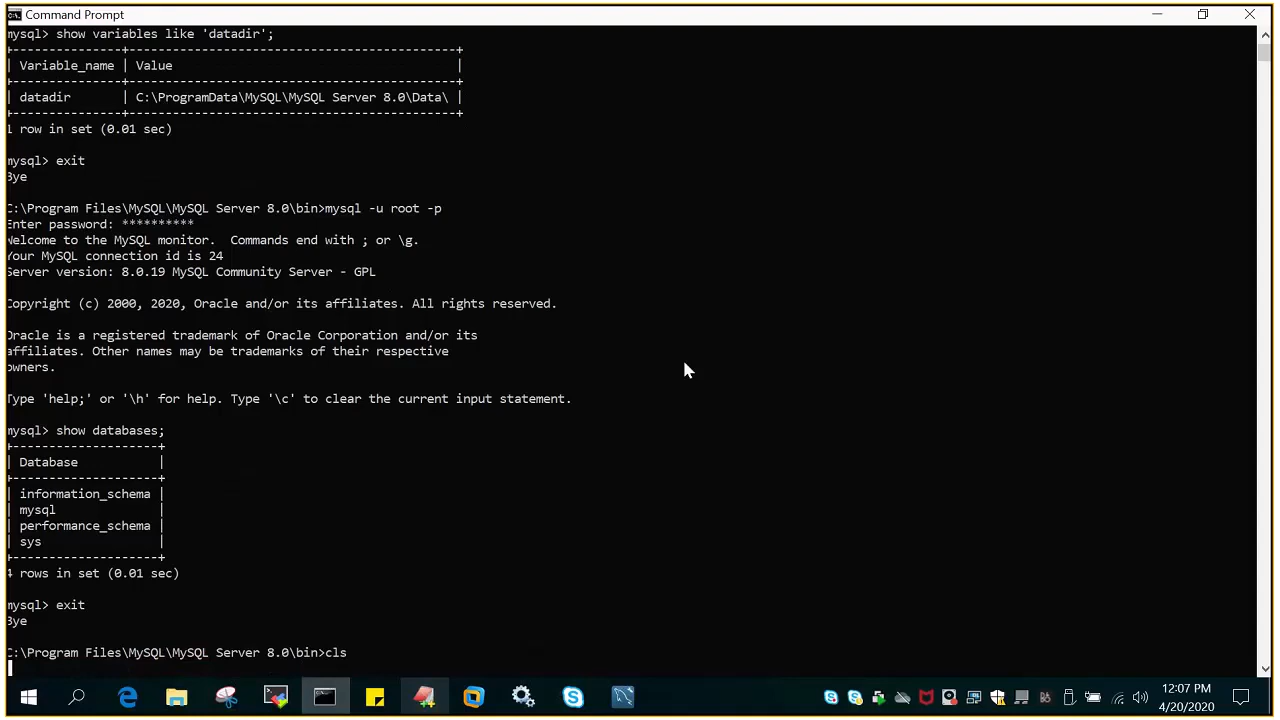 Command Prompt
mysql> show variables like 'datadir';
+---------------+----------------------------------------------+
| Variable_name | Value                                        |
+---------------+----------------------------------------------+
| datadir       | C:\ProgramData\MySQL\MySQL Server 8.0\Data\ |
+---------------+----------------------------------------------+
1 row in set (0.01 sec)
mysql> exit
Bye
C:\Program Files\MySQL\MySQL Server 8.0\bin>mysql -u root -p
Enter password: **********
Welcome to the MySQL monitor.  Commands end with ; or \g.
Your MySQL connection id is 24
Server version: 8.0.19 MySQL Community Server - GPL
Copyright (c) 2000, 2020, Oracle and/or its affiliates. All rights reserved.
Oracle is a registered trademark of Oracle Corporation and/or its
affiliates. Other names may be trademarks of their respective
owners.
Type 'help;' or '\h' for help. Type '\c' to clear the current input statement.
mysql> show databases;
+--------------------+
| Database           |
+--------------------+
| information_schema |
| mysql              |
| performance_schema |
| sys                |
+--------------------+
4 rows in set (0.01 sec)
mysql> exit
Bye
C:\Program Files\MySQL\MySQL Server 8.0\bin>cls
12:07 PM
4/20/2020